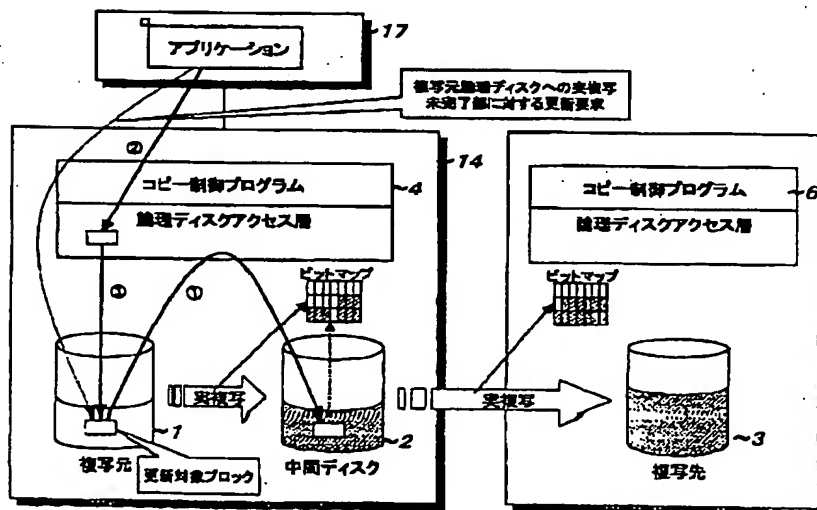 アプリケーション
17
複写元論理ディスクへの実複写
未完了部に対する更新要求
②
14
コピー制御プログラム
4
論理ディスクアクセス層
コピー制御プログラム
6
論理ディスクアクセス層
③
①
ビットマップ
ビットマップ
実複写
実複写
1
2
3
複写元
中間ディスク
複写先
更新対象ブロック